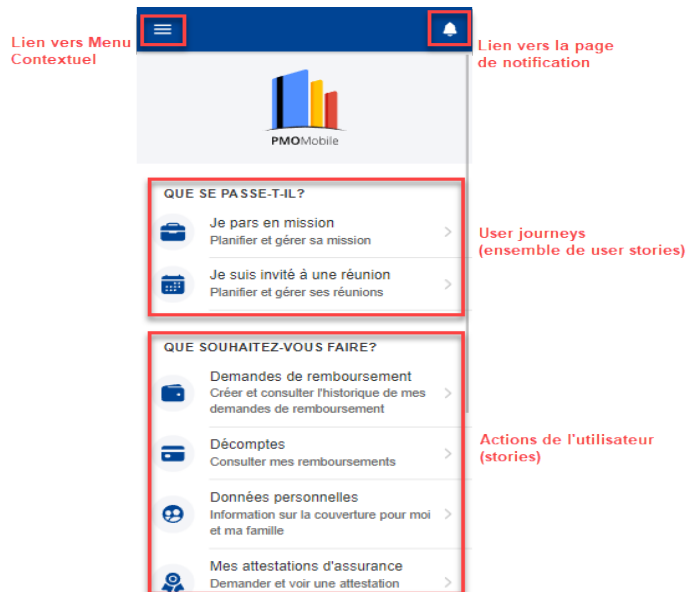 Lien vers Menu
Contextuel
Lien vers la page
de notification
PMOMobile
QUE SE PASSE-T-IL?
Je pars en mission
Planifier et gérer sa mission
Je suis invité à une réunion
Planifier et gérer ses réunions
User journeys
(ensemble de user stories)
QUE SOUHAITEZ-VOUS FAIRE?
Demandes de remboursement
Créer et consulter l'historique de mes
demandes de remboursement
Décomptes
Consulter mes remboursements
Données personnelles
Information sur la couverture pour moi
et ma famille
Mes attestations d'assurance
Demander et voir une attestation
Actions de l'utilisateur
(stories)